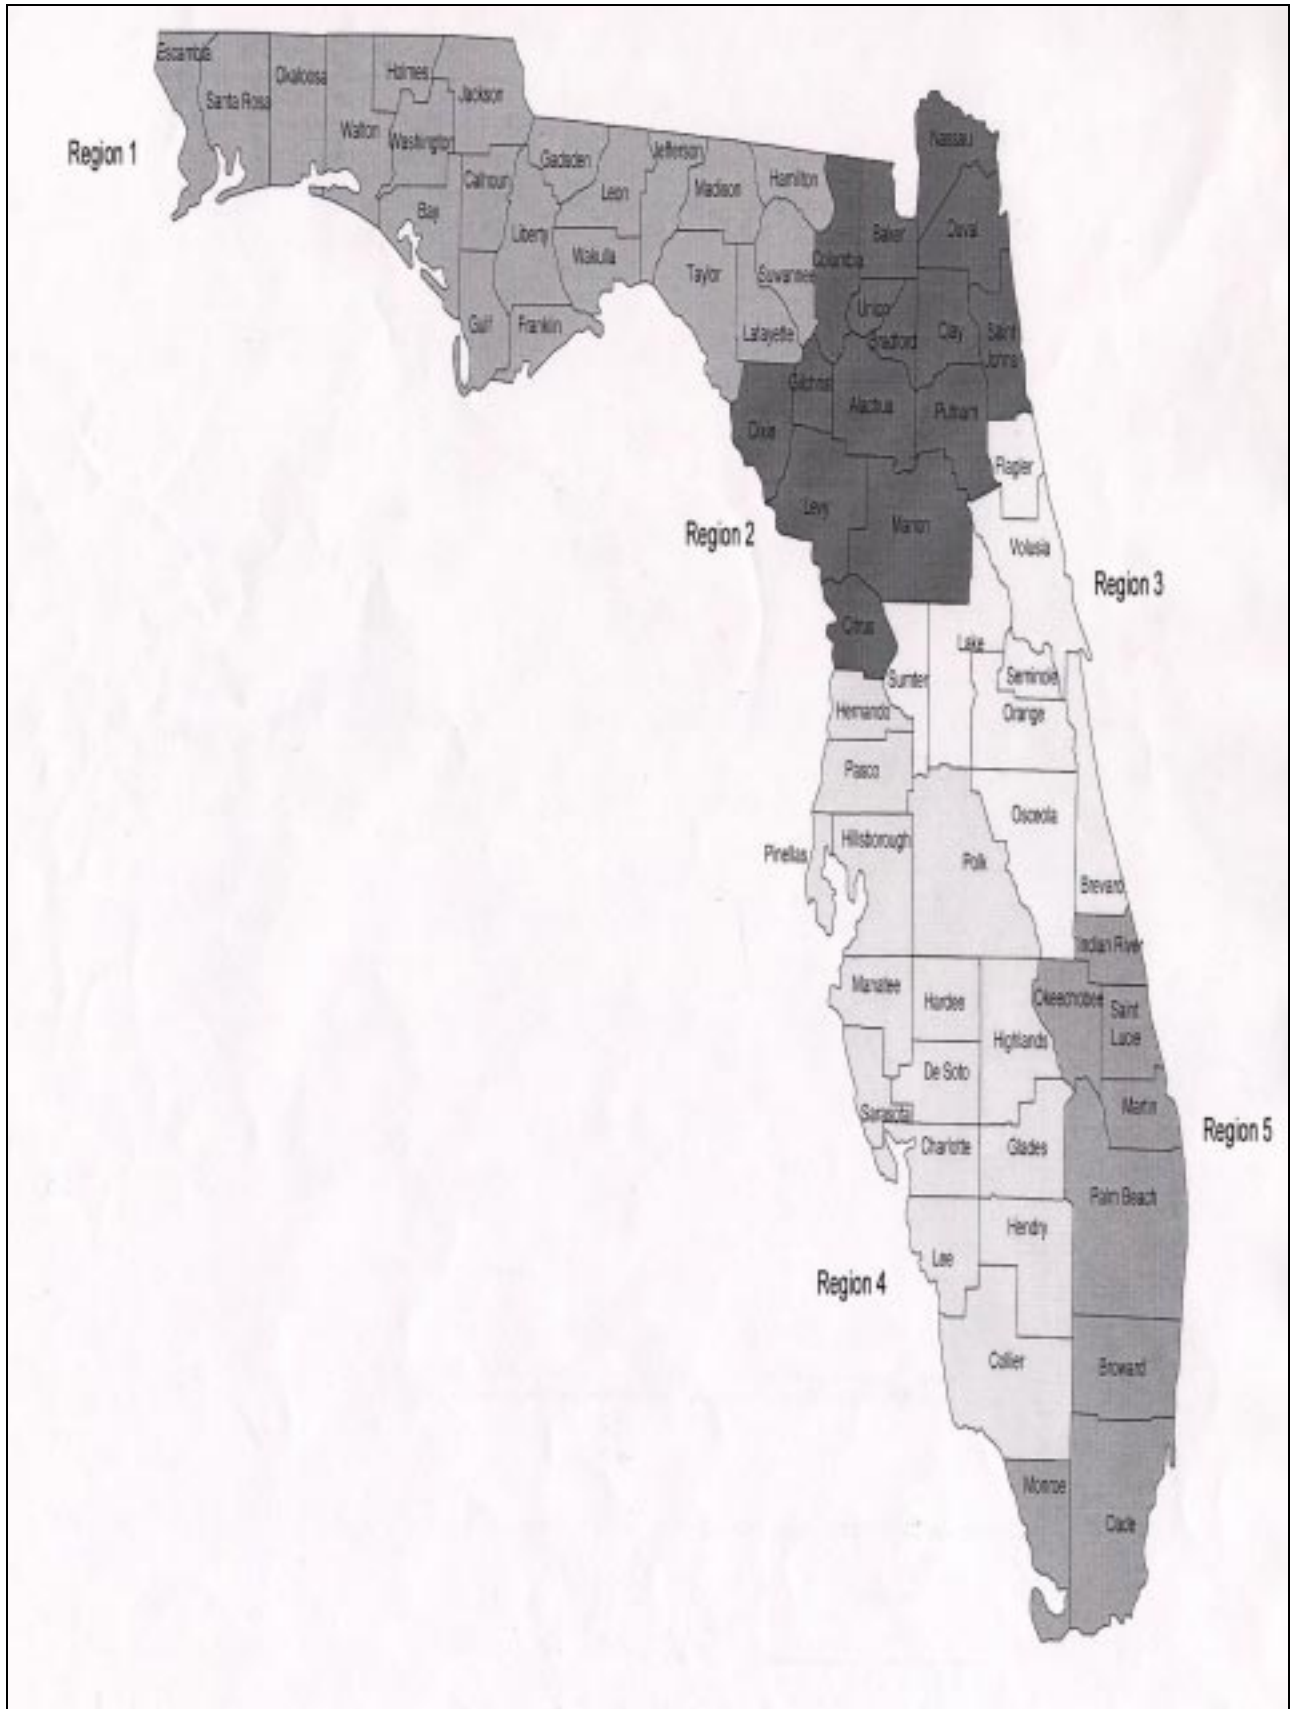 Escambia
Santa Rosa
Okaloosa
Walton
Holmes
Jackson
Washington
Region 1
Bay
Calhoun
Gulf
Liberty
Franklin
Gadsden
Leon
Wakulla
Jefferson
Madison
Taylor
Hamilton
Suwannee
Lafayette
Nassau
Baker
Duval
Columbia
Bradford
Clay
Saint
Johns
Gilchrist
Alachua
Putnam
Dixie
Levy
Marion
Region 2
Citrus
Flagler
Volusia
Region 3
Lake
Sumter
Seminole
Orange
Hernando
Pasco
Osceola
Pinellas
Hillsborough
Polk
Brevard
Indian River
Manatee
Hardee
Okeechobee
Saint
Lucie
Highlands
De Soto
Sarasota
Martin
Region 5
Charlotte
Glades
Palm Beach
Hendry
Lee
Region 4
Collier
Broward
Monroe
Dade